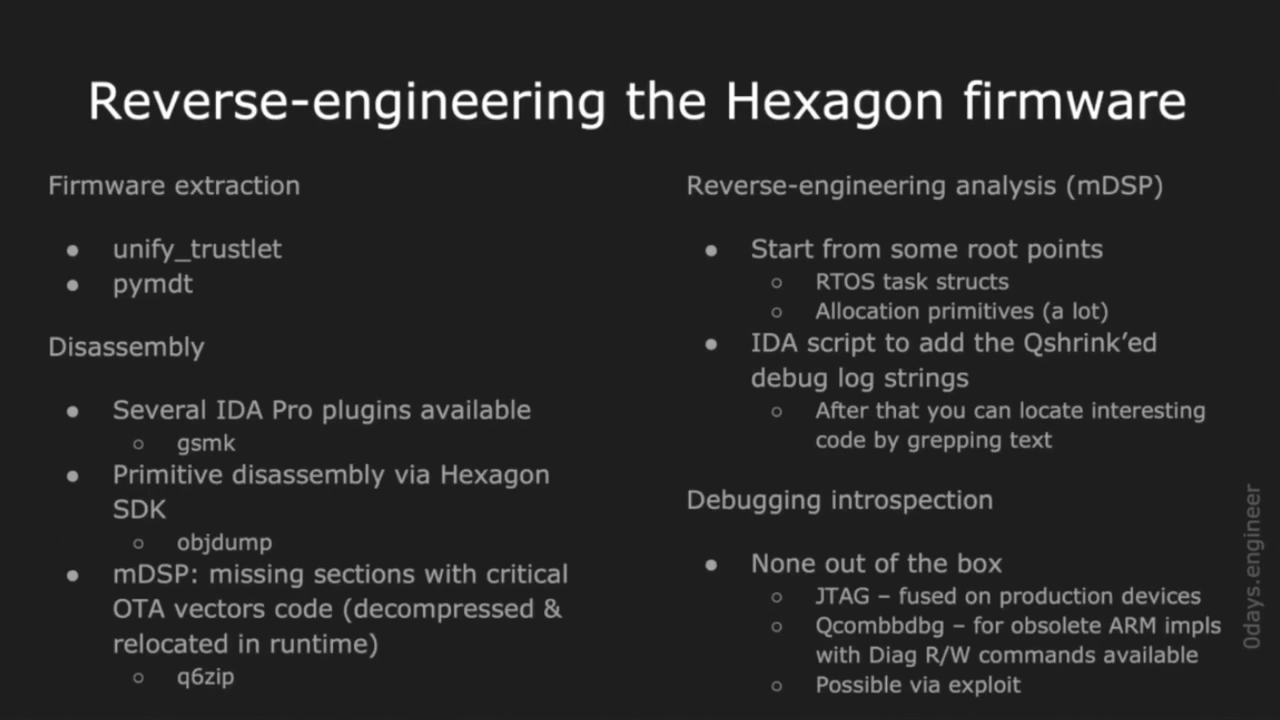 Reverse-engineering the Hexagon firmware
Firmware extraction
● unify_trustlet
● pymdt
Disassembly
● Several IDA Pro plugins available
○ gsmk
● Primitive disassembly via Hexagon
SDK
○ objdump
● mDSP: missing sections with critical
OTA vectors code (decompressed &
relocated in runtime)
○ q6zip
Reverse-engineering analysis (mDSP)
● Start from some root points
○ RTOS task structs
○ Allocation primitives (a lot)
● IDA script to add the Qshrink’ed
debug log strings
○ After that you can locate interesting
code by grepping text
Debugging introspection
● None out of the box
○ JTAG – fused on production devices
○ Qcombbdbg – for obsolete ARM impls
with Diag R/W commands available
○ Possible via exploit
0days.engineer